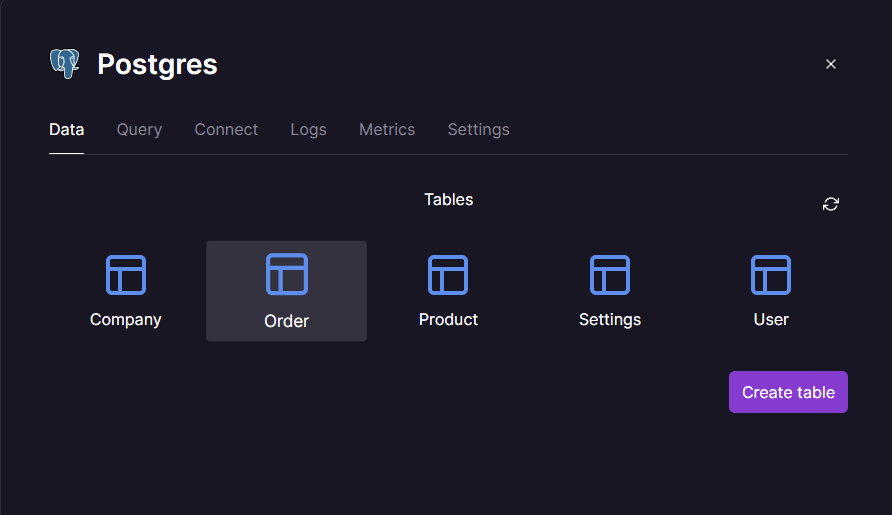 Postgres
Data Query Connect Logs Metrics Settings
Tables
Company Order Product Settings User
Create table